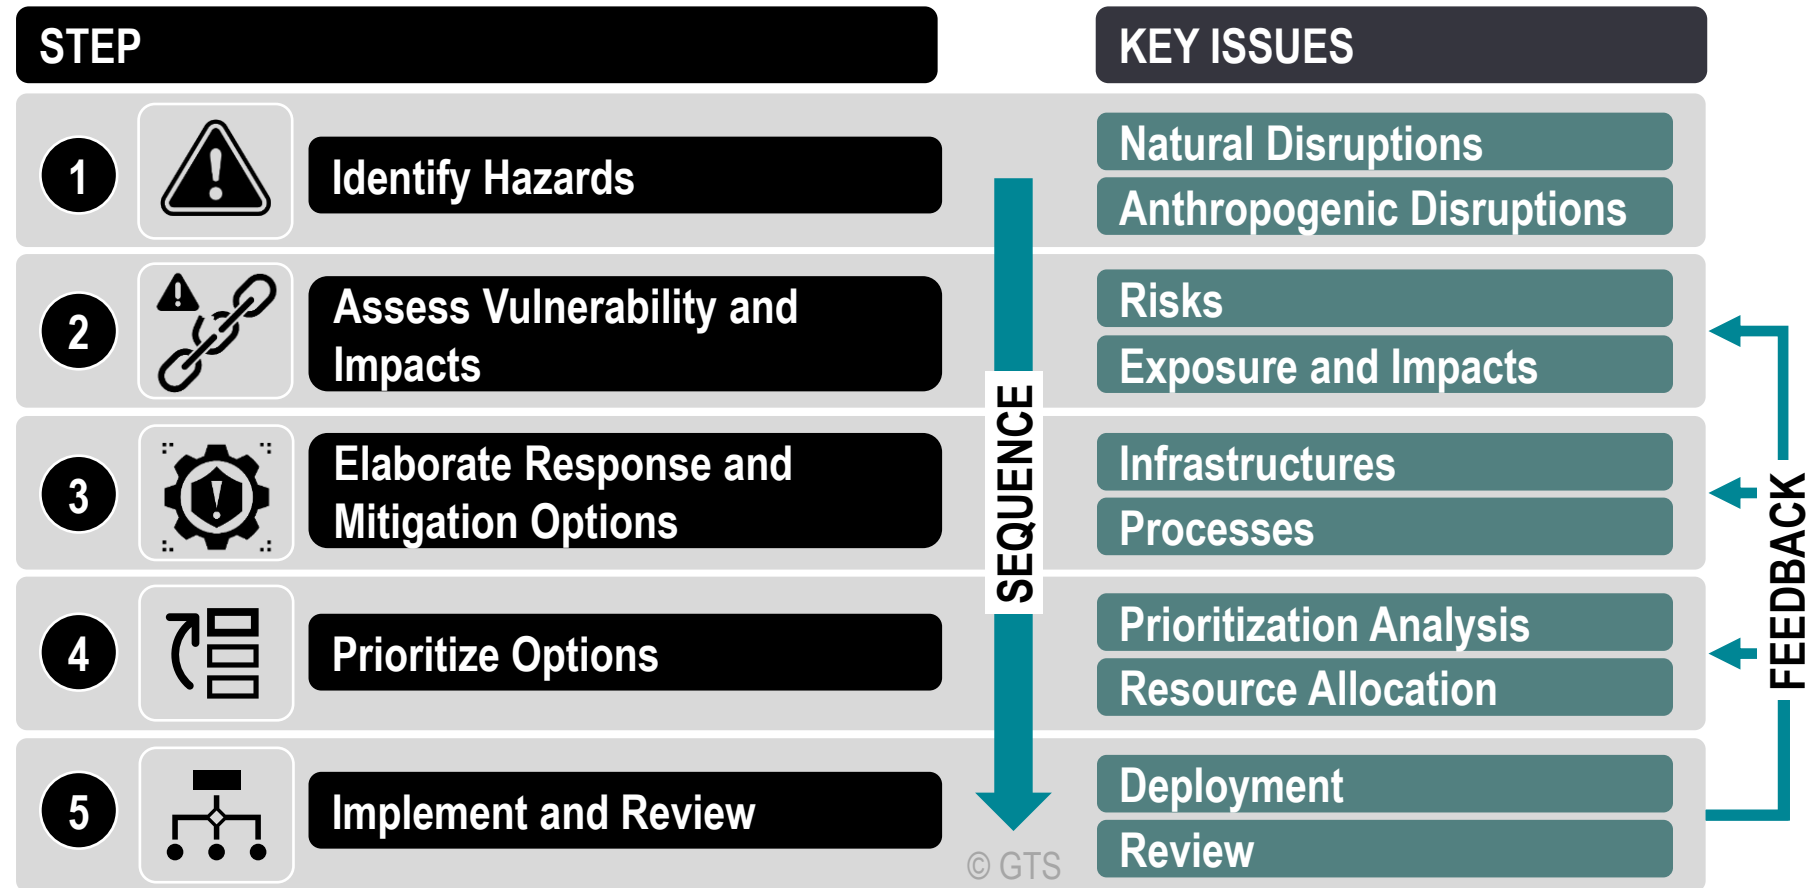 STEP
KEY ISSUES
1
Identify Hazards
Natural Disruptions
Anthropogenic Disruptions
2
Assess Vulnerability and
Impacts
Risks
Exposure and Impacts
3
Elaborate Response and
Mitigation Options
Infrastructures
Processes
4
Prioritize Options
Prioritization Analysis
Resource Allocation
5
Implement and Review
Deployment
Review
SEQUENCE
FEEDBACK
© GTS